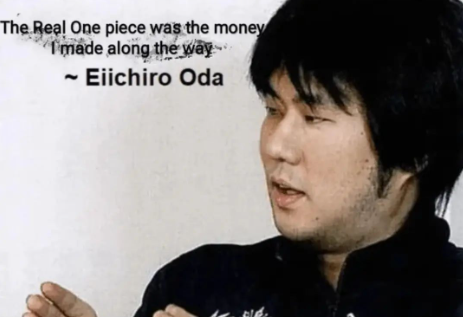 The Real One piece was the money
I made along the way
~ Eiichiro Oda